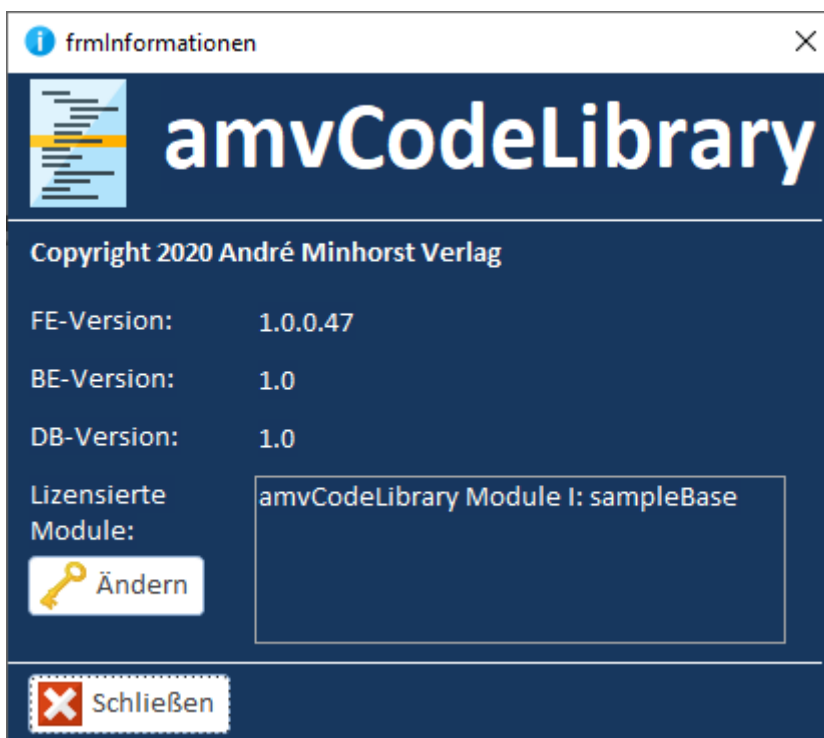 frmInformationen
amvCodeLibrary
Copyright 2020 André Minhorst Verlag
FE-Version: 1.0.0.47
BE-Version: 1.0
DB-Version: 1.0
Lizensierte
Module:
amvCodeLibrary Module I: sampleBase
Ändern
Schließen